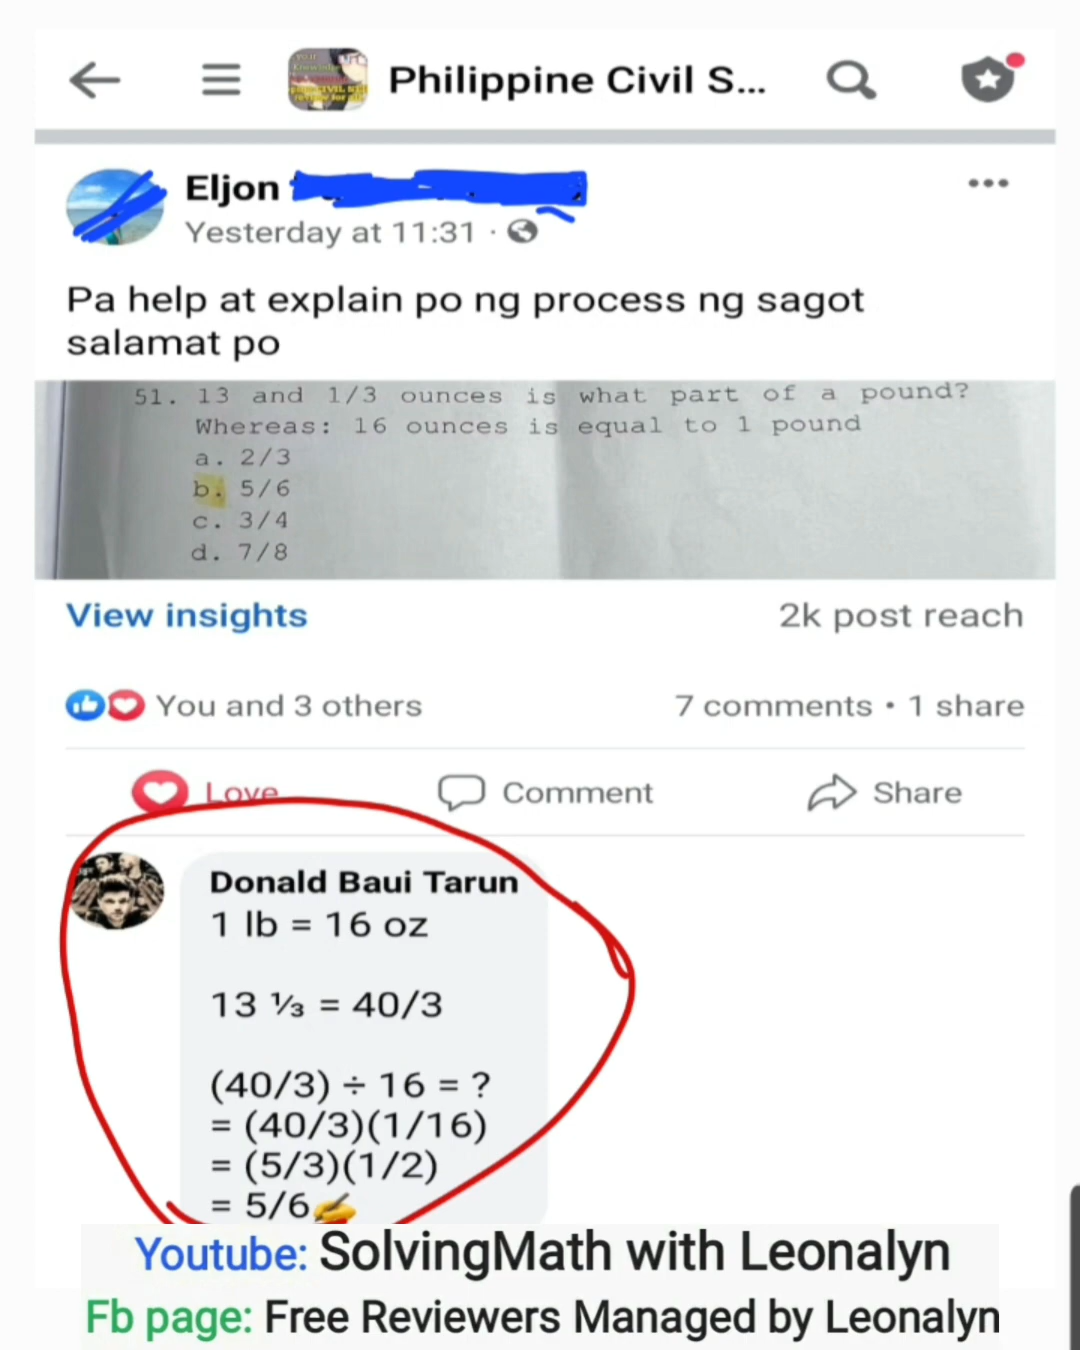 Philippine Civil S...
Eljon
Yesterday at 11:31 ·
Pa help at explain po ng process ng sagot
salamat po
51. 13 and 1/3 ounces is what part of a pound?
Whereas: 16 ounces is equal to 1 pound
a. 2/3
b. 5/6
c. 3/4
d. 7/8
View insights
2k post reach
You and 3 others
7 comments • 1 share
Love
Comment
Share
Donald Baui Tarun
1 lb = 16 oz
13 ⅓ = 40/3
(40/3) ÷ 16 = ?
= (40/3)(1/16)
= (5/3)(1/2)
= 5/6✍
Youtube: SolvingMath with Leonalyn
Fb page: Free Reviewers Managed by Leonalyn